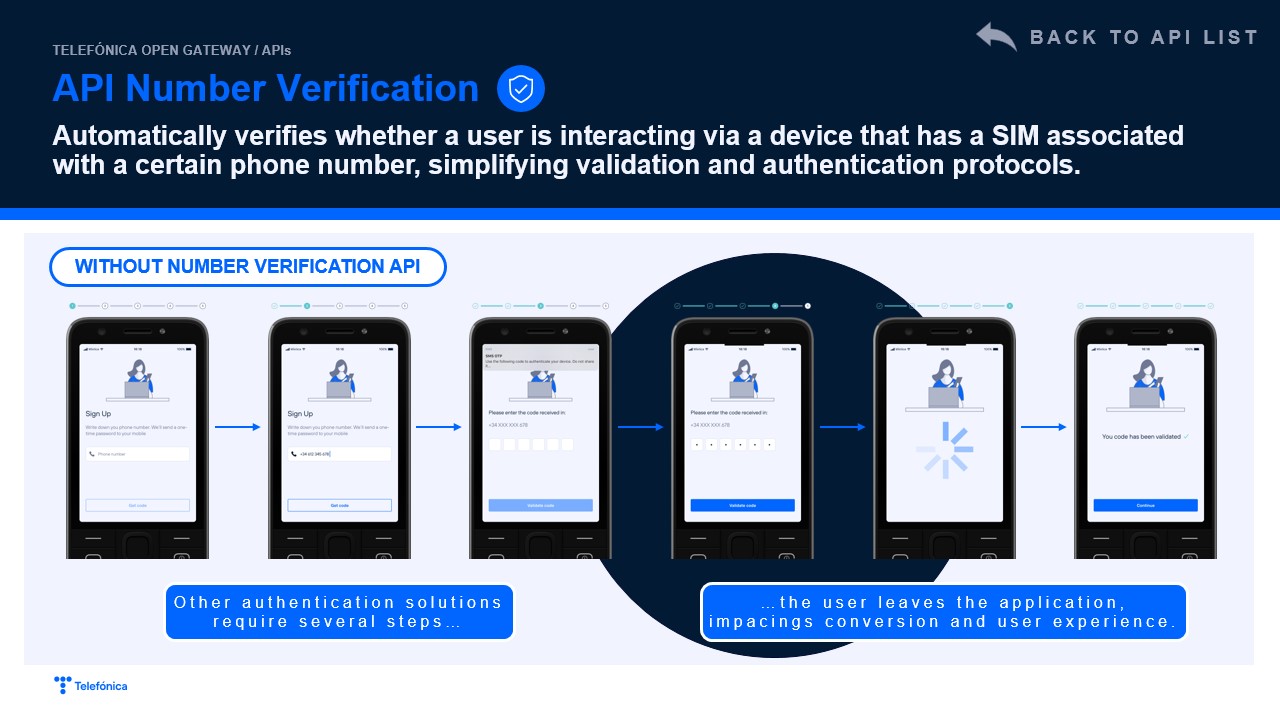 BACK TO API LIST
TELEFÓNICA OPEN GATEWAY / APIs
API Number Verification
Automatically verifies whether a user is interacting via a device that has a SIM associated
with a certain phone number, simplifying validation and authentication protocols.
WITHOUT NUMBER VERIFICATION API
Sign Up
Write down you phone number. We'll send a one-
time password to your mobile
Phone number
Get code
Sign Up
Write down you phone number. We'll send a one-
time password to your mobile
+34 612 345 678
Get code
SMS OTP
Use the following code to authenticate your device. Do not share
Please enter the code received in:
+34 XXX XXX 678
Validate code
Please enter the code received in:
+34 XXX XXX 678
Validate code
You code has been validated
Continue
Other authentication solutions
require several steps…
…the user leaves the application,
impacings conversion and user experience.
Telefónica